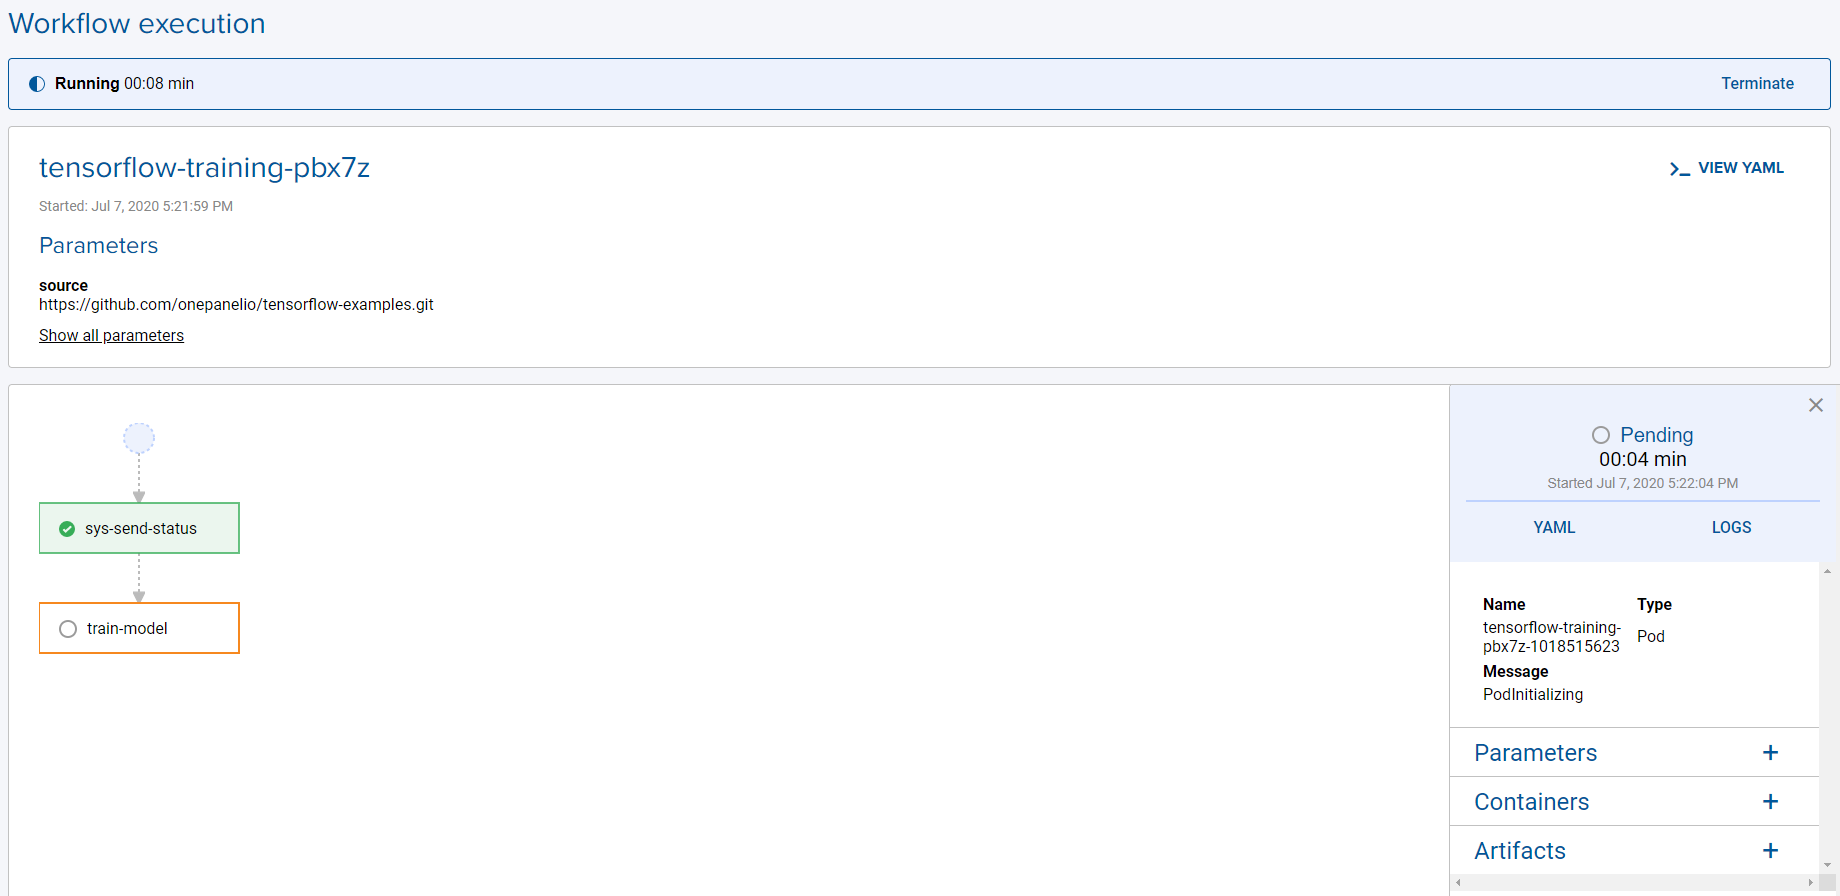 Workflow execution
Running 00:08 min
Terminate
tensorflow-training-pbx7z
VIEW YAML
Started: Jul 7, 2020 5:21:59 PM
Parameters
source
https://github.com/onepanelio/tensorflow-examples.git
Show all parameters
sys-send-status
train-model
Pending
00:04 min
Started Jul 7, 2020 5:22:04 PM
YAML LOGS
Name Type
tensorflow-training-
pbx7z-1018515623
Pod
Message
PodInitializing
Parameters +
Containers +
Artifacts +